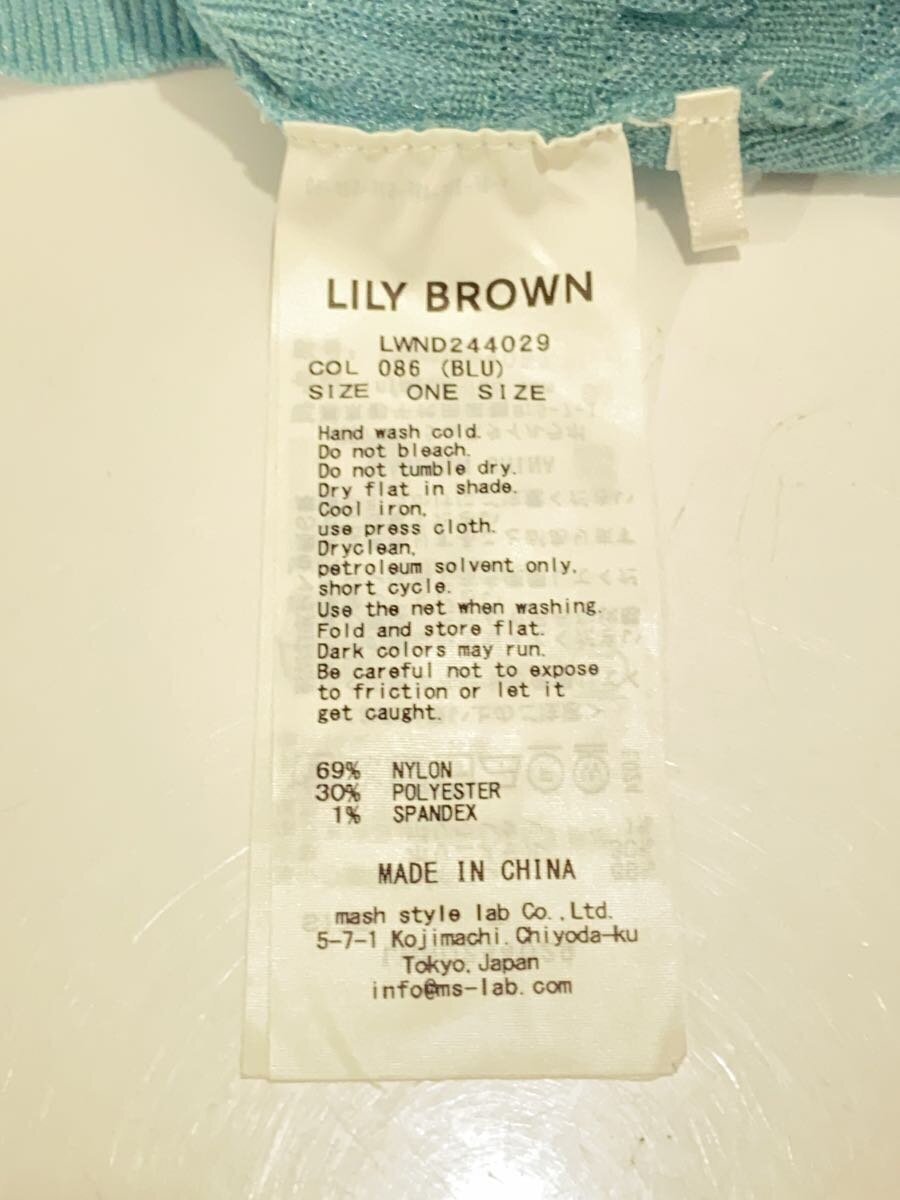 LILY BROWN
LWND244029
COL 086 (BLU)
SIZE ONE SIZE
Hand wash cold.
Do not bleach.
Do not tumble dry.
Dry flat in shade.
Cool iron,
use press cloth.
Dryclean,
petroleum solvent only,
short cycle.
Use the net when washing.
Fold and store flat.
Dark colors may run.
Be careful not to expose
to friction or let it
get caught.
69% NYLON
30% POLYESTER
1% SPANDEX
MADE IN CHINA
mash style lab Co.,Ltd.
5-7-1 Kojimachi, Chiyoda-ku
Tokyo, Japan
info@ms-lab.com